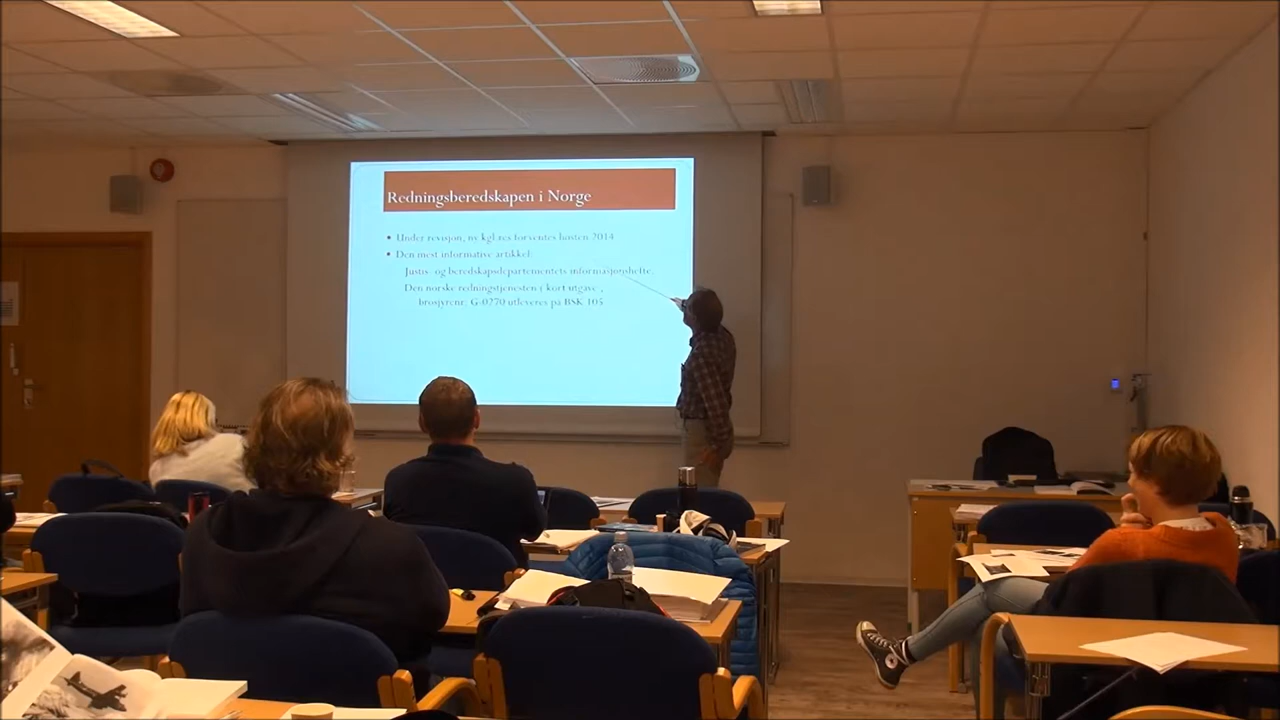 Redningsberedskapen i Norge
• Under revisjon, ny kgl.res forventes høsten 2014
• Den mest informative artikkel:
Justis- og beredskapsdepartementets informasjonshefte.
Den norske redningstjenesten ( kort utgave ,
brosjyrenr. G-0270 utleveres på BSK 105